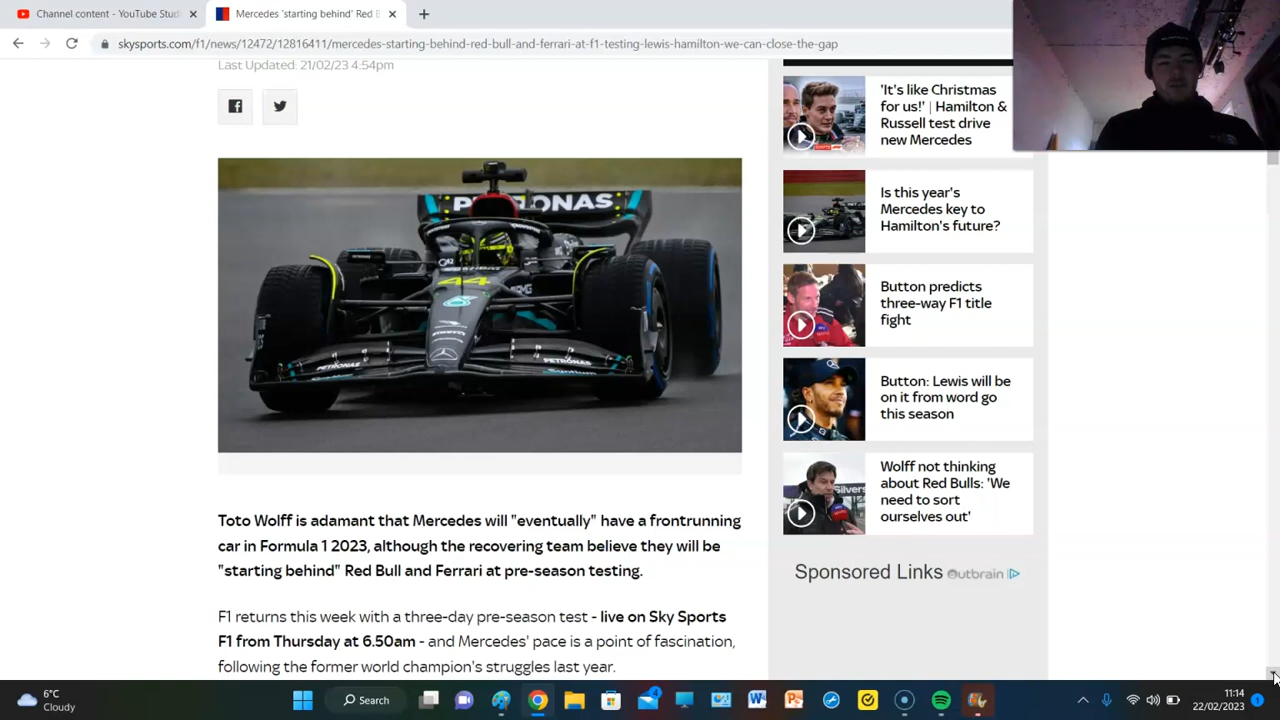 Channel content - YouTube Stud
Mercedes 'starting behind' Red B
skysports.com/f1/news/12472/12816411/mercedes-starting-behind-red-bull-and-ferrari-at-f1-testing-lewis-hamilton-we-can-close-the-gap
Last Updated: 21/02/23 4:54pm
PETRONAS
44
PETRONAS
PETRONAS
Toto Wolff is adamant that Mercedes will "eventually" have a frontrunning
car in Formula 1 2023, although the recovering team believe they will be
"starting behind" Red Bull and Ferrari at pre-season testing.
F1 returns this week with a three-day pre-season test - live on Sky Sports
F1 from Thursday at 6.50am - and Mercedes' pace is a point of fascination,
following the former world champion's struggles last year.
'It's like Christmas
for us!' | Hamilton &
Russell test drive
new Mercedes
Is this year's
Mercedes key to
Hamilton's future?
Button predicts
three-way F1 title
fight
Button: Lewis will be
on it from word go
this season
Wolff not thinking
about Red Bulls: 'We
need to sort
ourselves out'
Sponsored Links Outbrain
6°C
Cloudy
Search
4
11:14
22/02/2023
1